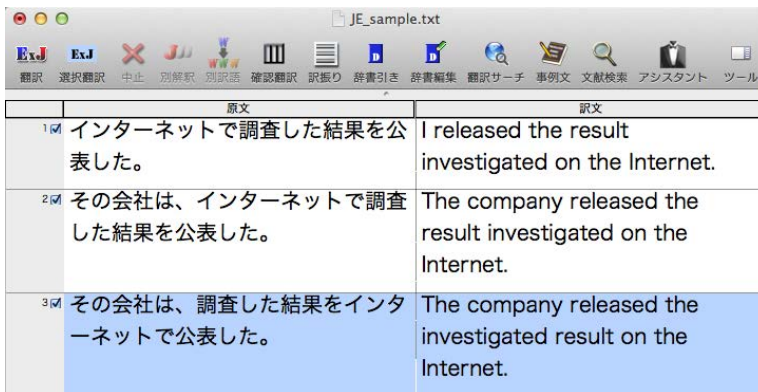 JE_sample.txt
ExJ ExJ JJJ W WWW D D
翻訳 選択翻訳 中止 別解釈 別訳語 確認翻訳 訳振り 辞書引き 辞書編集 翻訳サーチ 事例文 文献検索 アシスタント ツール
原文 訳文
1 インターネットで調査した結果を公 I released the result
表した。 investigated on the Internet.
2 その会社は、インターネットで調査 The company released the
した結果を公表した。 result investigated on the
Internet.
3 その会社は、調査した結果をインタ The company released the
ーネットで公表した。 investigated result on the
Internet.